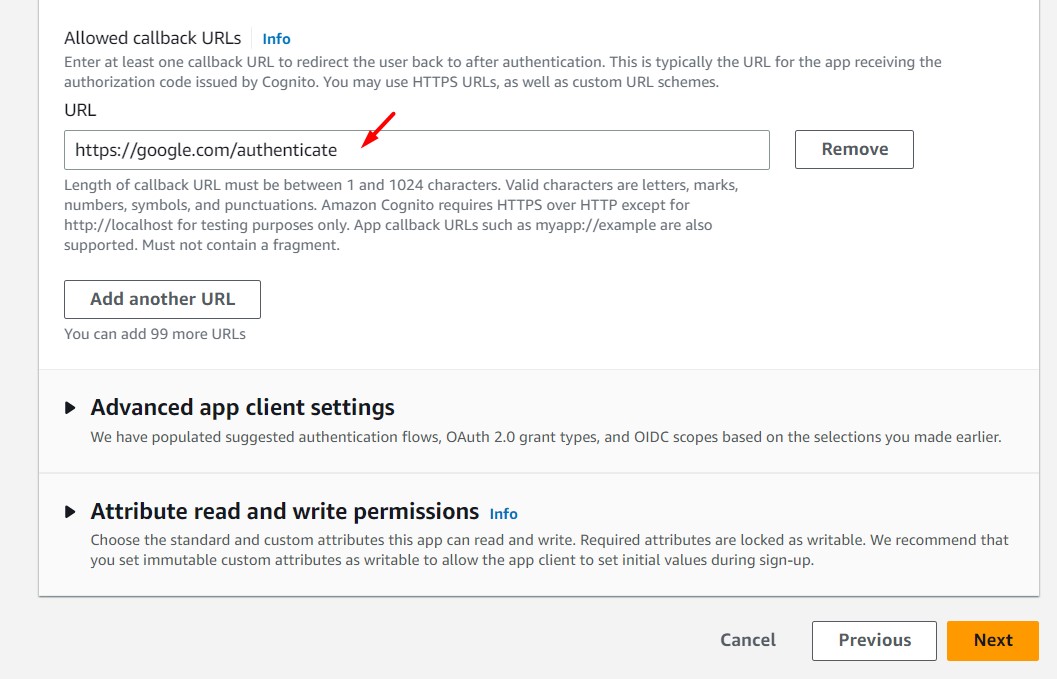 Allowed callback URLs Info
Enter at least one callback URL to redirect the user back to after authentication. This is typically the URL for the app receiving the
authorization code issued by Cognito. You may use HTTPS URLs, as well as custom URL schemes.
URL
https://google.com/authenticate Remove
Length of callback URL must be between 1 and 1024 characters. Valid characters are letters, marks,
numbers, symbols, and punctuations. Amazon Cognito requires HTTPS over HTTP except for
http://localhost for testing purposes only. App callback URLs such as myapp://example are also
supported. Must not contain a fragment.
Add another URL
You can add 99 more URLs
Advanced app client settings
We have populated suggested authentication flows, OAuth 2.0 grant types, and OIDC scopes based on the selections you made earlier.
Attribute read and write permissions Info
Choose the standard and custom attributes this app can read and write. Required attributes are locked as writable. We recommend that
you set immutable custom attributes as writable to allow the app client to set initial values during sign-up.
Cancel Previous Next